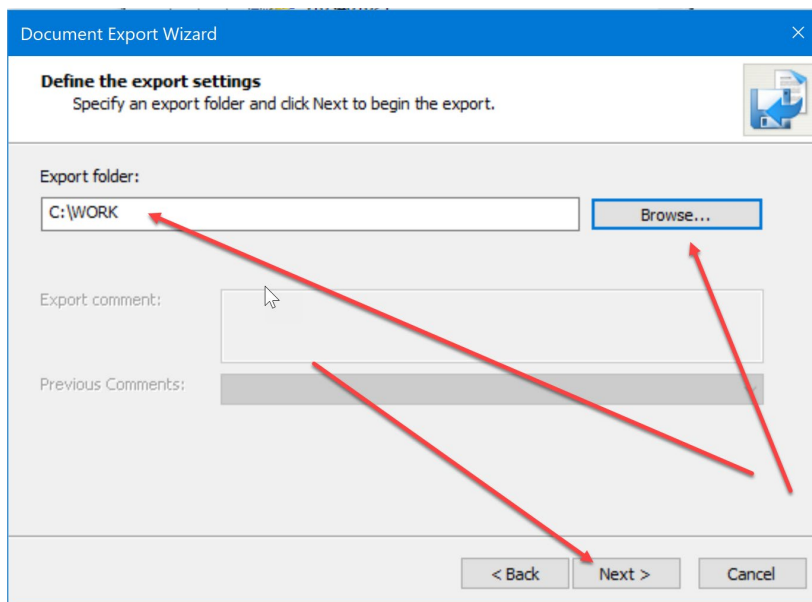 Document Export Wizard
Define the export settings
Specify an export folder and click Next to begin the export.
Export folder:
C:\WORK
Browse...
Export comment:
Previous Comments:
< Back
Next >
Cancel